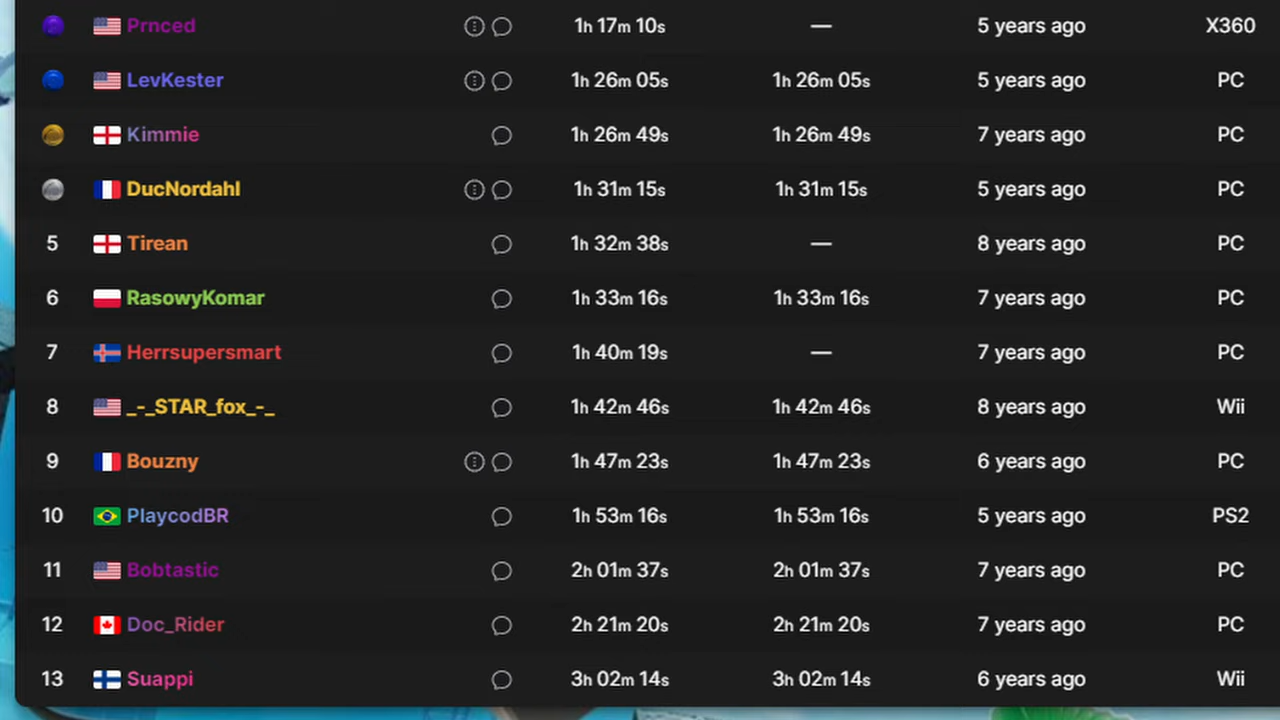 Prnced 1h 17m 10s — 5 years ago X360
LevKester 1h 26m 05s 1h 26m 05s 5 years ago PC
Kimmie 1h 26m 49s 1h 26m 49s 7 years ago PC
DucNordahl 1h 31m 15s 1h 31m 15s 5 years ago PC
5 Tirean 1h 32m 38s — 8 years ago PC
6 RasowyKomar 1h 33m 16s 1h 33m 16s 7 years ago PC
7 Herrsupersmart 1h 40m 19s — 7 years ago PC
8 _-_STAR_fox_-_ 1h 42m 46s 1h 42m 46s 8 years ago Wii
9 Bouzny 1h 47m 23s 1h 47m 23s 6 years ago PC
10 PlaycodBR 1h 53m 16s 1h 53m 16s 5 years ago PS2
11 Bobtastic 2h 01m 37s 2h 01m 37s 7 years ago PC
12 Doc_Rider 2h 21m 20s 2h 21m 20s 7 years ago PC
13 Suappi 3h 02m 14s 3h 02m 14s 6 years ago Wii